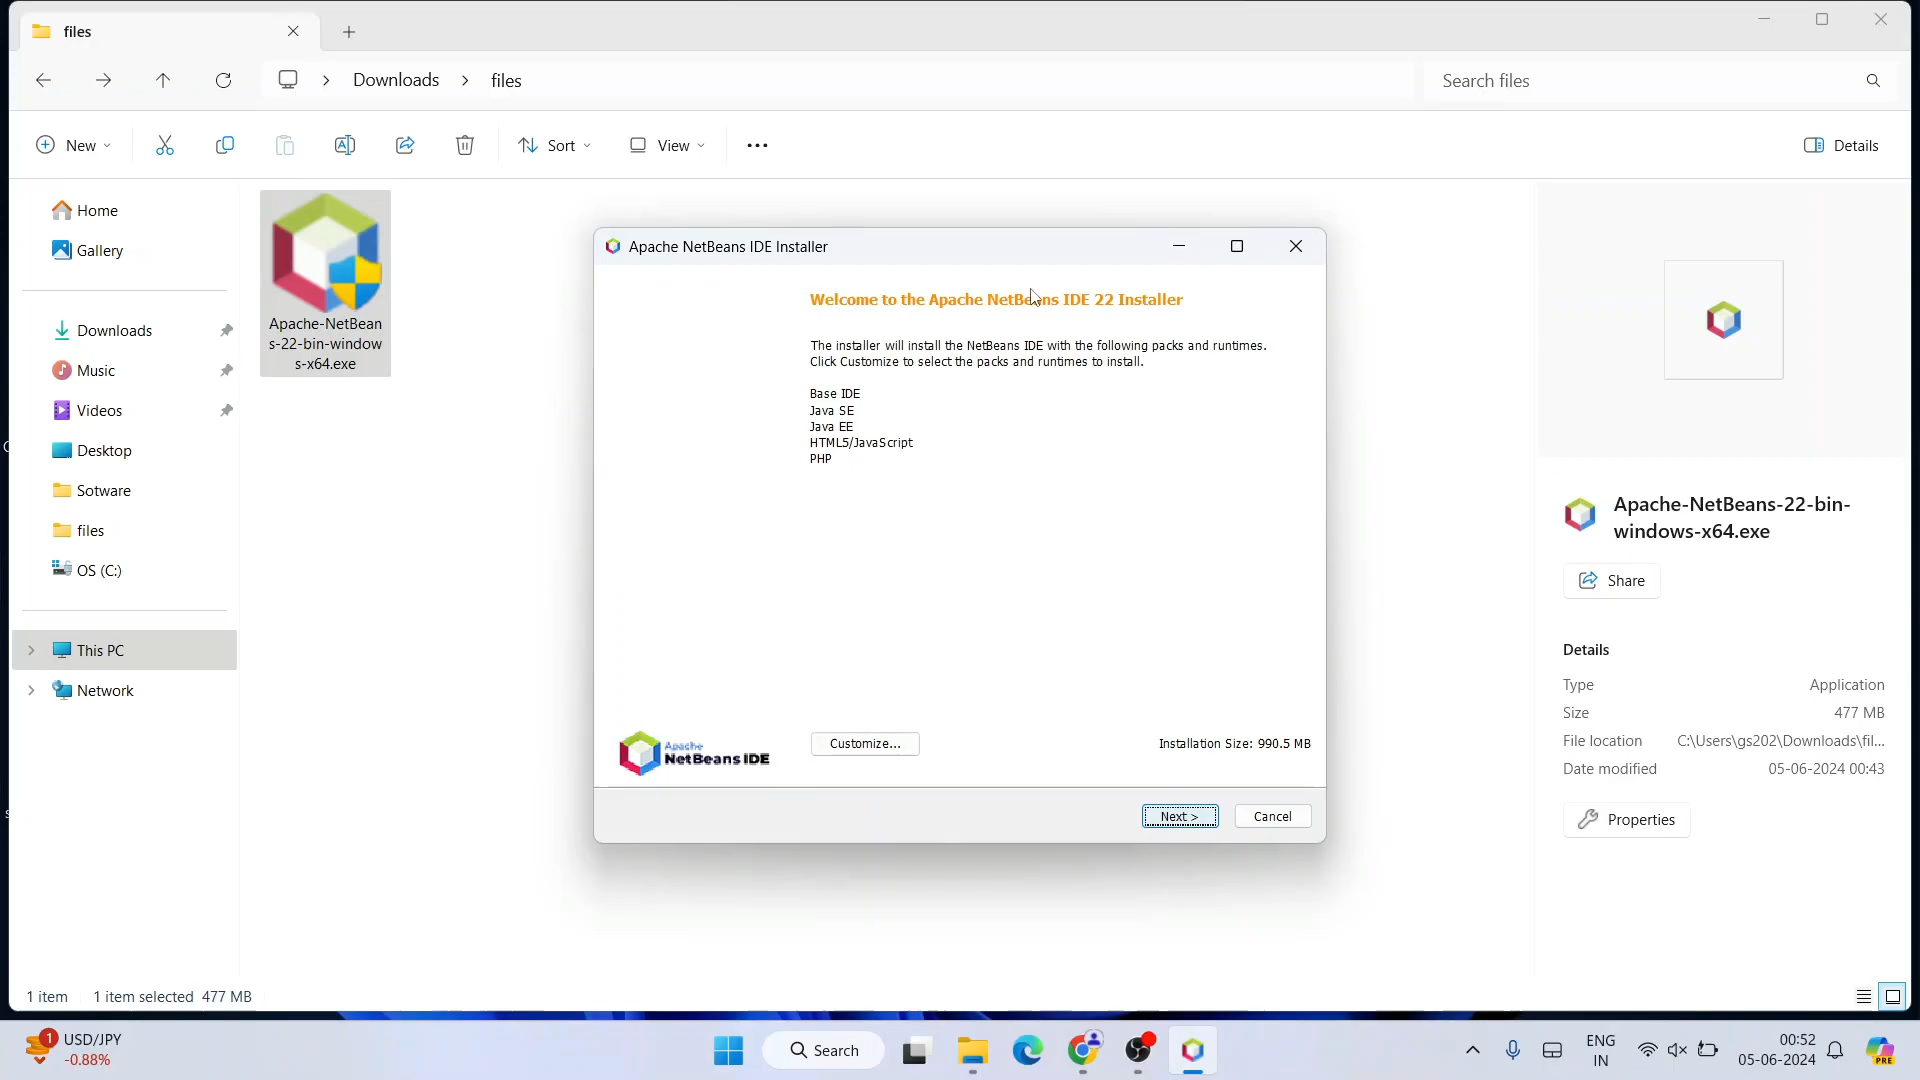 files
Downloads
files
Search files
New
Sort
View
Details
Home
Gallery
Downloads
Music
Videos
Desktop
Sotware
files
OS (C:)
This PC
Network
Apache-NetBean
s-22-bin-window
s-x64.exe
Apache NetBeans IDE Installer
Welcome to the Apache NetBeans IDE 22 Installer
The installer will install the NetBeans IDE with the following packs and runtimes.
Click Customize to select the packs and runtimes to install.
Base IDE
Java SE
Java EE
HTML5/JavaScript
PHP
Apache
NetBeans IDE
Customize...
Installation Size: 990.5 MB
Next >
Cancel
Apache-NetBeans-22-bin-
windows-x64.exe
Share
Details
Type Application
Size 477 MB
File location C:\Users\gs202\Downloads\fil...
Date modified 05-06-2024 00:43
Properties
1 item 1 item selected 477 MB
1
USD/JPY
-0.88%
Search
ENG
IN
00:52
05-06-2024
PRE